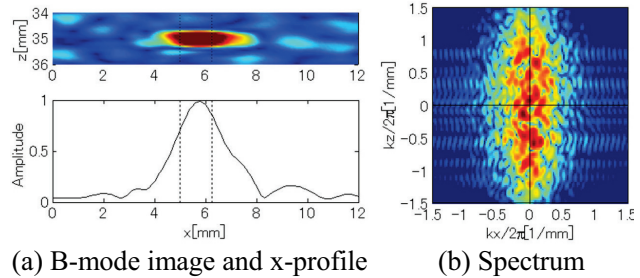 34
35
36
z[mm]
0 2 4 6 8 10 12
1
0.5
0
Amplitude
0 2 4 6 8 10 12
x[mm]
(a) B-mode image and x-profile
1.5
1
0.5
0
-0.5
-1
-1.5
kz/2π[1/mm]
-1.5 -1 -0.5 0 0.5 1 1.5
kx/2π[1/mm]
(b) Spectrum